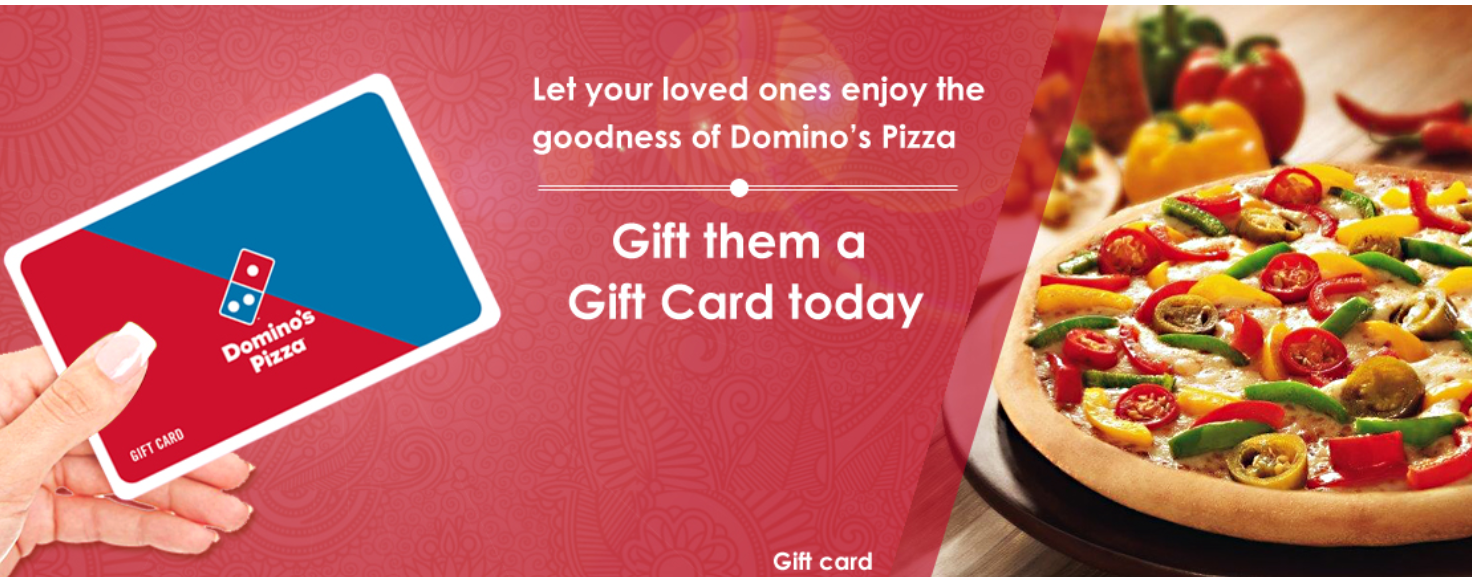 Let your loved ones enjoy the
goodness of Domino's Pizza
Gift them a
Gift Card today
Domino's
Pizza
GIFT CARD
Gift card